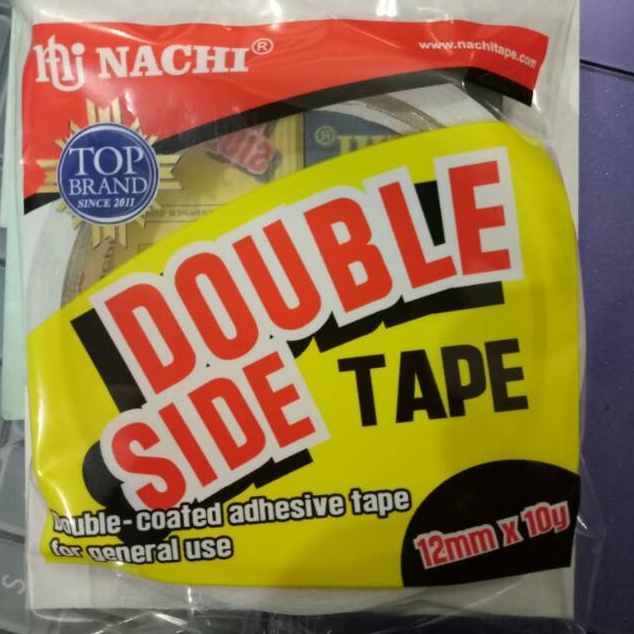 NACHI®
www.nachitape.com
TOP
BRAND
SINCE 2011
DOUBLE
SIDE TAPE
Double-coated adhesive tape
for general use
12mm x 10y